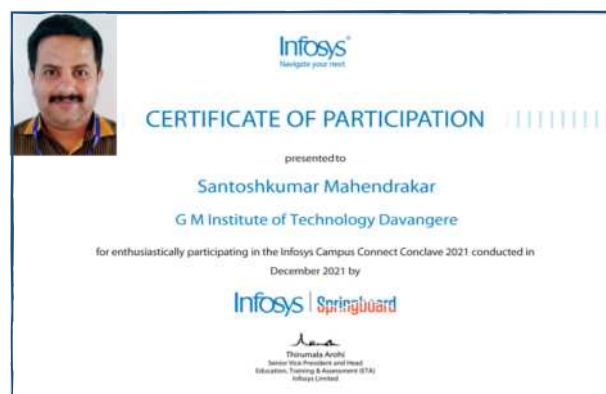 Infosys®
Navigate your next
CERTIFICATE OF PARTICIPATION
presented to
Santoshkumar Mahendrakar
G M Institute of Technology Davangere
for enthusiastically participating in the Infosys Campus Connect Conclave 2021 conducted in
December 2021 by
Infosys | Springboard
Thirumala Arohi
Senior Vice President and Head
Education, Training & Assessment (ETA)
Infosys Limited